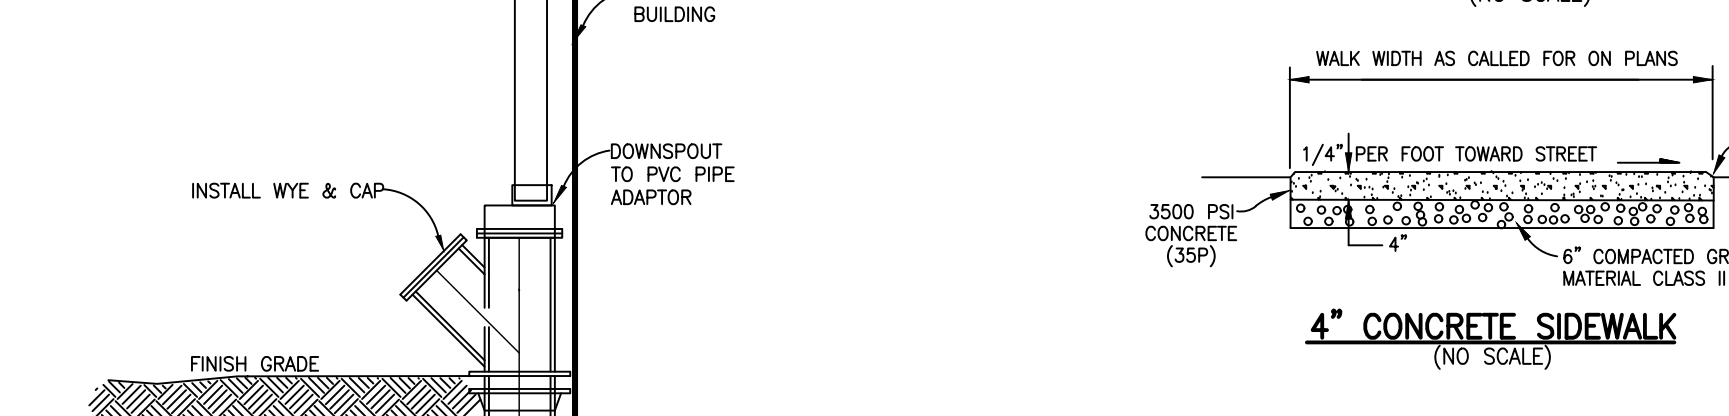 BUILDING
DOWNSPOUT
TO PVC PIPE
ADAPTOR
INSTALL WYE & CAP
FINISH GRADE
(NO SCALE)
WALK WIDTH AS CALLED FOR ON PLANS
1/4" PER FOOT TOWARD STREET
3500 PSI
CONCRETE
(35P)
4"
6" COMPACTED
MATERIAL CLASS II
4" CONCRETE SIDEWALK
(NO SCALE)